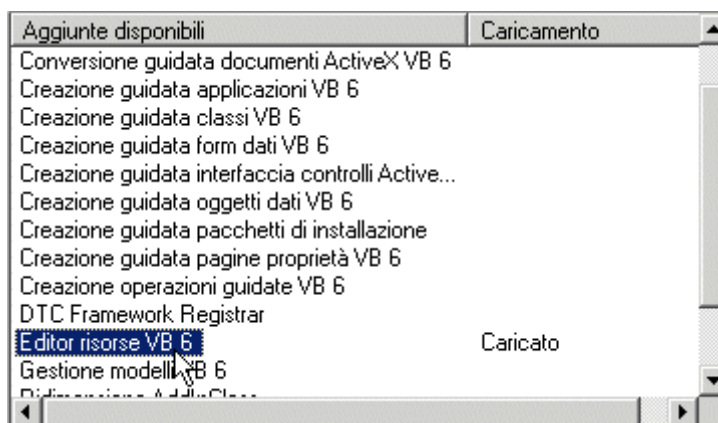 Aggiunte disponibili Caricamento
Conversione guidata documenti ActiveX VB 6
Creazione guidata applicazioni VB 6
Creazione guidata classi VB 6
Creazione guidata form dati VB 6
Creazione guidata interfaccia controlli Active...
Creazione guidata oggetti dati VB 6
Creazione guidata pacchetti di installazione
Creazione guidata pagine proprietà VB 6
Creazione operazioni guidate VB 6
DTC Framework Registrar
Editor risorse VB 6 Caricato
Gestione modelli VB 6